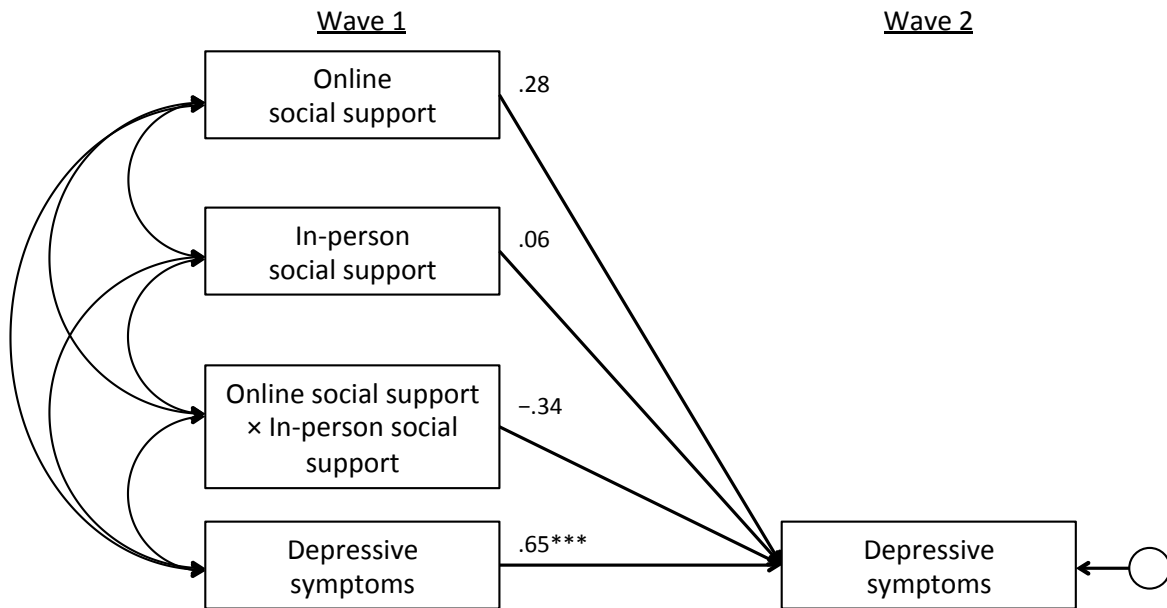 Wave 1
Wave 2
Online
social support
.28
In-person
social support
.06
Online social support
× In-person social
support
−.34
Depressive
symptoms
.65***
Depressive
symptoms